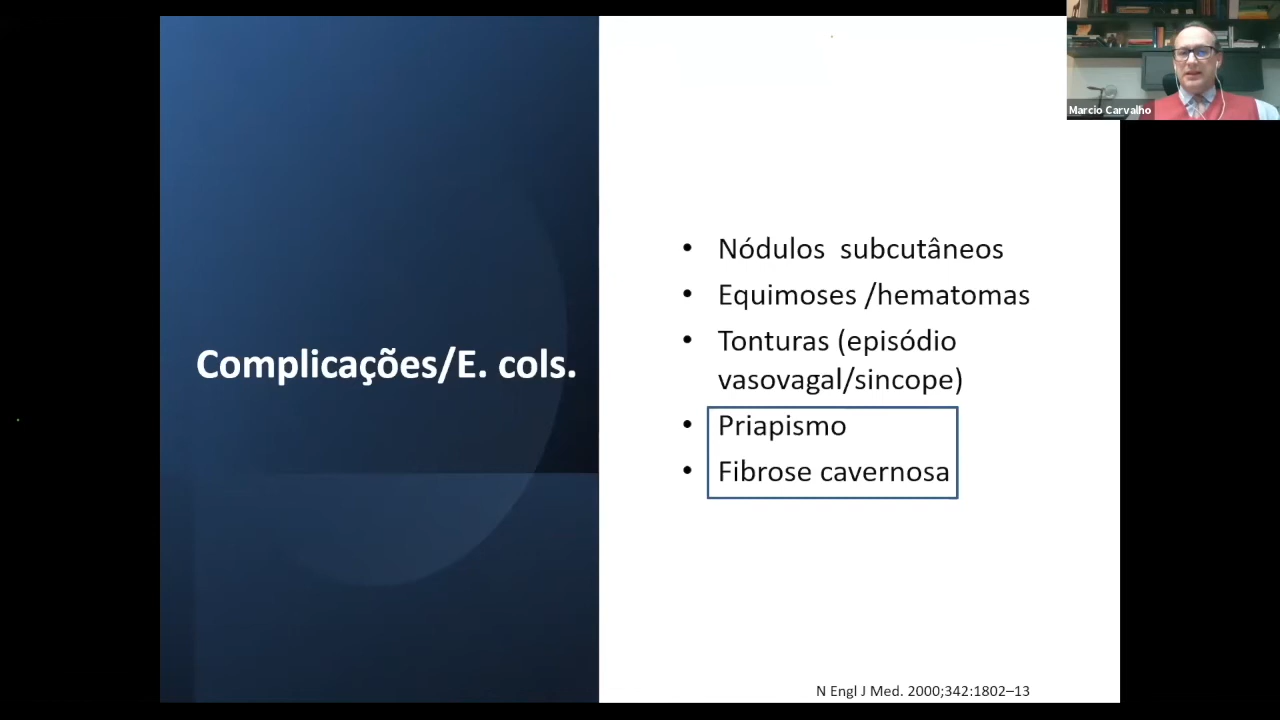 Marcio Carvalho
Complicações/E. cols.
• Nódulos  subcutâneos
• Equimoses /hematomas
• Tonturas (episódio
vasovagal/sincope)
• Priapismo
• Fibrose cavernosa
N Engl J Med. 2000;342:1802–13